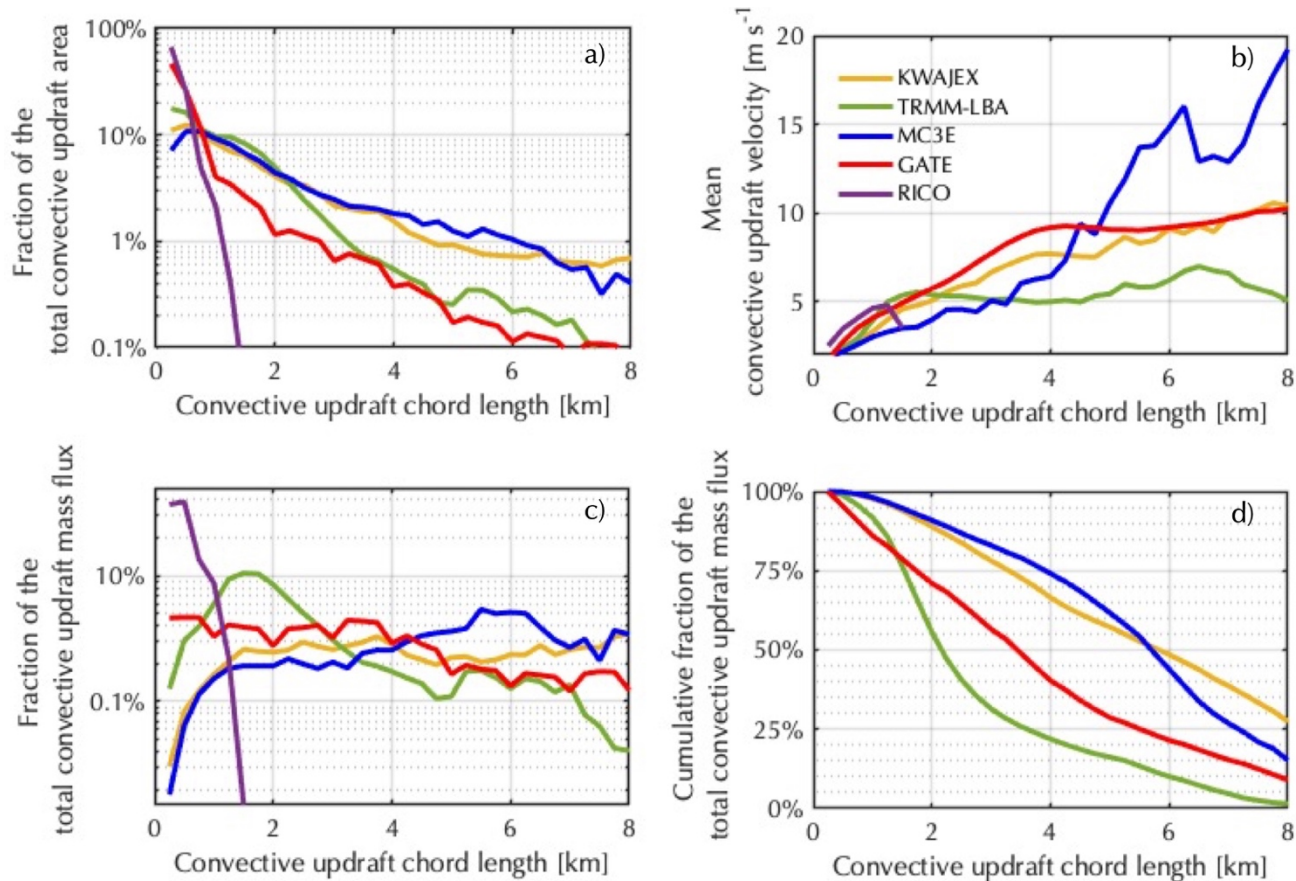 a)
Fraction of the
total convective updraft area
100%
10%
1%
0.1%
0 2 4 6 8
Convective updraft chord length [km]
b)
Mean
convective updraft velocity [m s⁻¹
20
15
10
5
KWAJEX
TRMM-LBA
MC3E
GATE
RICO
0 2 4 6 8
Convective updraft chord length [km]
c)
Fraction of the
total convective updraft mass flux
10%
0.1%
0 2 4 6 8
Convective updraft chord length [km]
d)
Cumulative fraction of the
total convective updraft mass flux
100%
75%
50%
25%
0%
0 2 4 6 8
Convective updraft chord length [km]